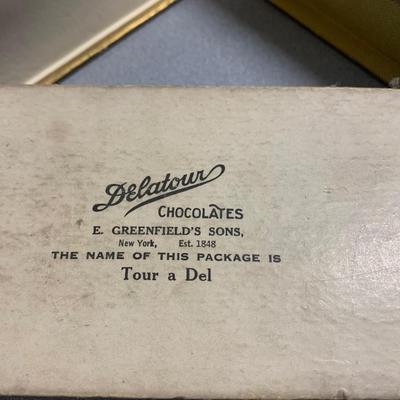 Delatour
CHOCOLATES
E. GREENFIELD'S SONS,
New York, Est. 1848
THE NAME OF THIS PACKAGE IS
Tour a Del